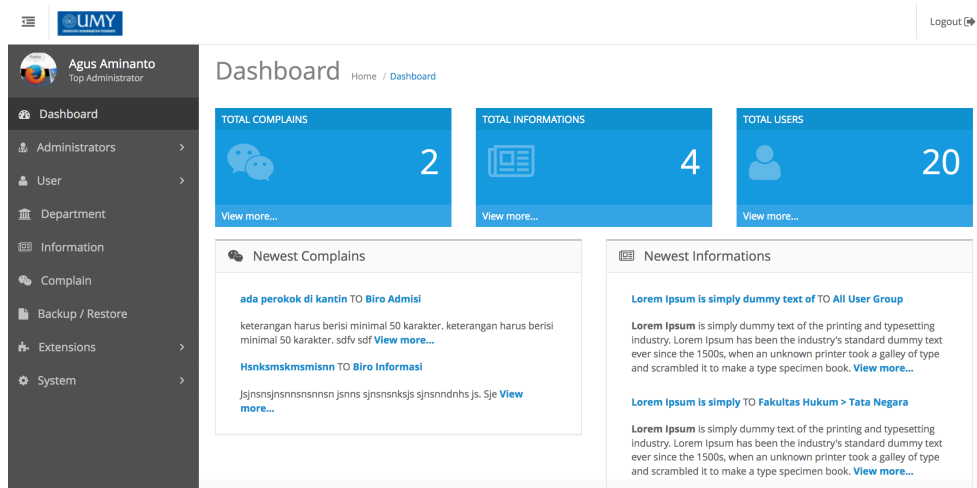 UMY
Logout
Agus Aminanto
Top Administrator
Dashboard
Administrators
User
Department
Information
Complain
Backup / Restore
Extensions
System
Dashboard Home / Dashboard
TOTAL COMPLAINS
2
View more...
TOTAL INFORMATIONS
4
View more...
TOTAL USERS
20
View more...
Newest Complains
ada perokok di kantin TO Biro Admisi
keterangan harus berisi minimal 50 karakter. keterangan harus berisi
minimal 50 karakter. sdfv sdf View more...
Hsnksmskmsmisnn TO Biro Informasi
Jsjnsnsjnsnnsnsnnsn jsnns sjnsnsnksjs sjnsnndnhs js. Sje View
more...
Newest Informations
Lorem Ipsum is simply dummy text of TO All User Group
Lorem Ipsum is simply dummy text of the printing and typesetting
industry. Lorem Ipsum has been the industry's standard dummy text
ever since the 1500s, when an unknown printer took a galley of type
and scrambled it to make a type specimen book. View more...
Lorem Ipsum is simply TO Fakultas Hukum > Tata Negara
Lorem Ipsum is simply dummy text of the printing and typesetting
industry. Lorem Ipsum has been the industry's standard dummy text
ever since the 1500s, when an unknown printer took a galley of type
and scrambled it to make a type specimen book. View more...